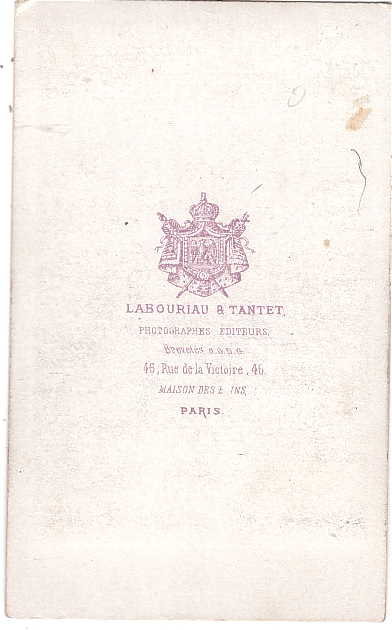 LABOURIAU & TANTET,
PHOTOGRAPHES ÉDITEURS,
Brevetés S.G.D.G.
46, Rue de la Victoire, 46.
MAISON DES
PARIS.